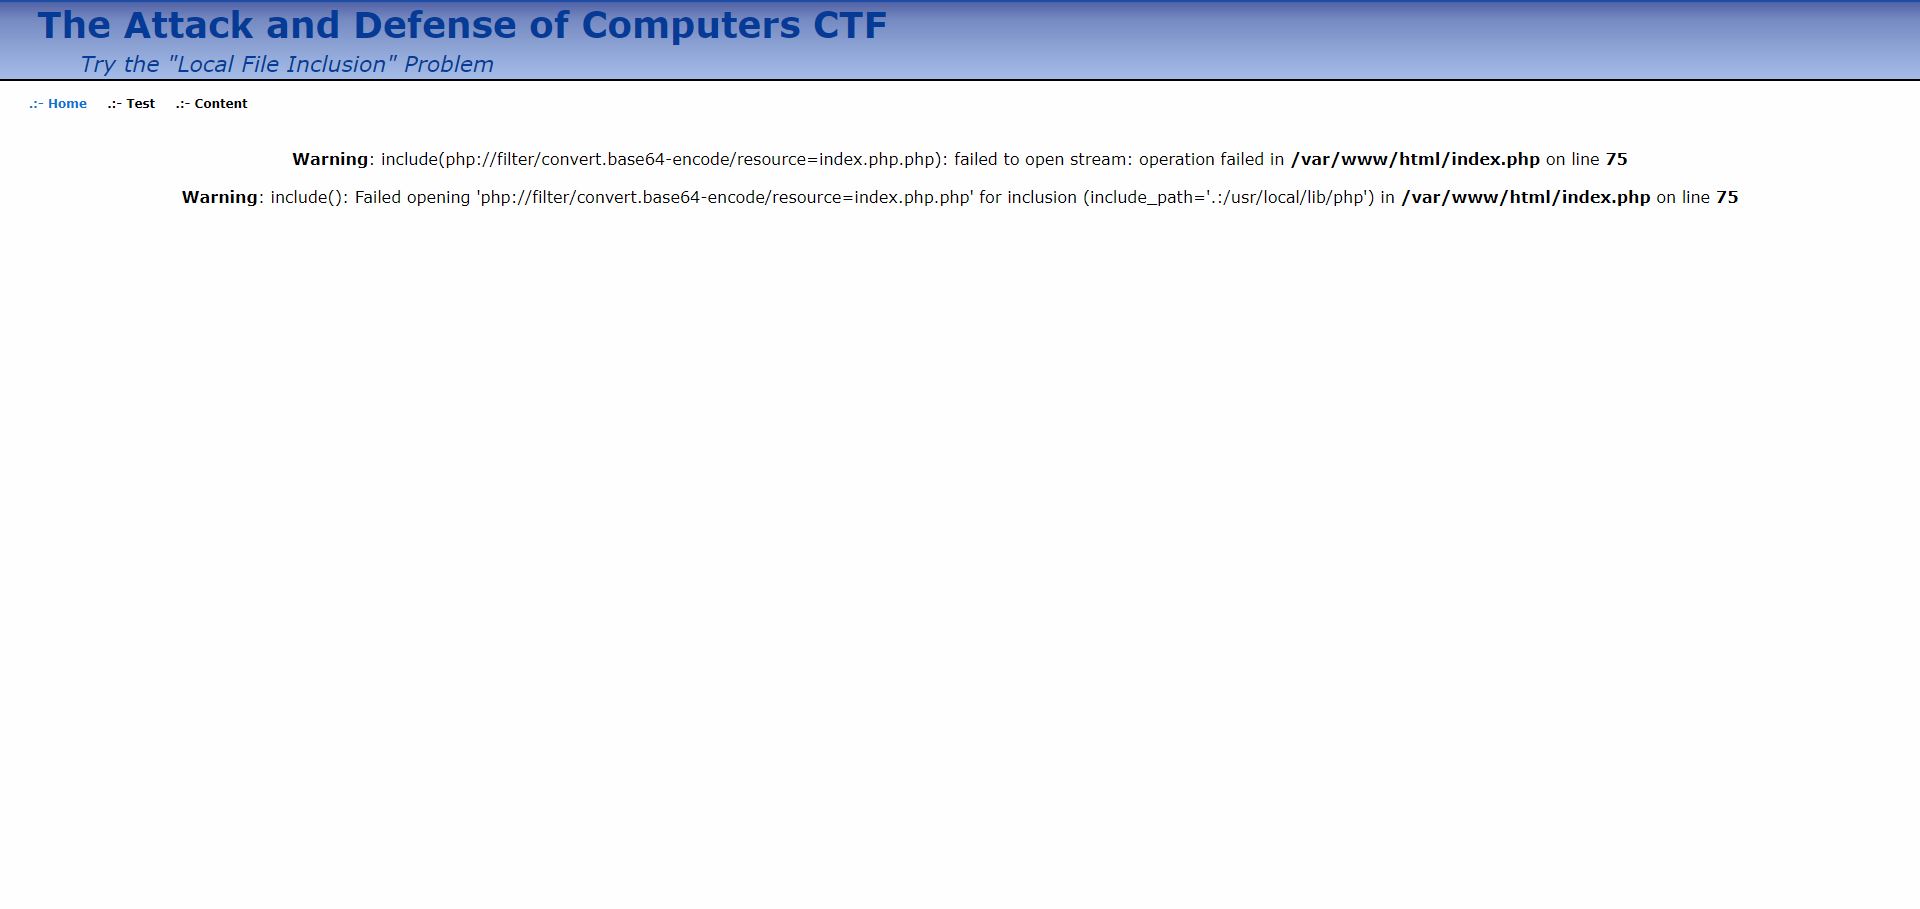 The Attack and Defense of Computers CTF
Try the "Local File Inclusion" Problem
.:- Home .:- Test .:- Content
Warning: include(php://filter/convert.base64-encode/resource=index.php.php): failed to open stream: operation failed in /var/www/html/index.php on line 75
Warning: include(): Failed opening 'php://filter/convert.base64-encode/resource=index.php.php' for inclusion (include_path='.:/usr/local/lib/php') in /var/www/html/index.php on line 75